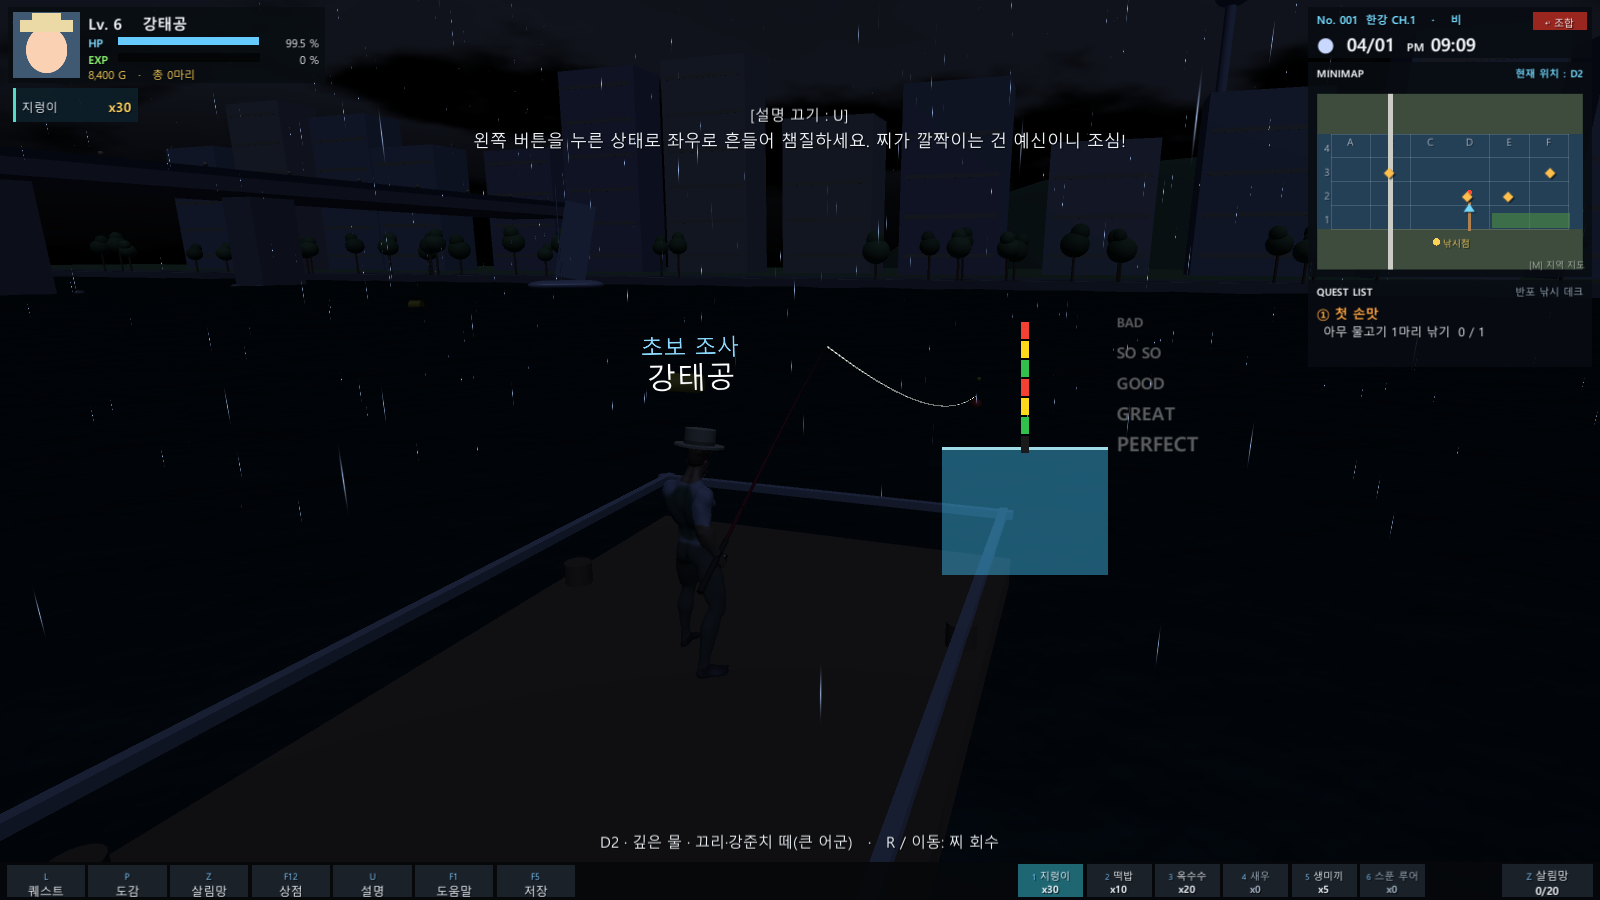 Lv. 6 강태공
HP 99.5 %
EXP 0 %
8,400 G · 총 0마리
지렁이 x30
[설명 끄기 : U]
왼쪽 버튼을 누른 상태로 좌우로 흔들어 챔질하세요. 찌가 깔짝이는 건 예신이니 조심!
No. 001 한강 CH.1 · 비
조합
04/01 PM 09:09
MINIMAP 현재 위치 : D2
A C D E F
4
3
2
1
낚시점
[M] 지역 지도
QUEST LIST 반포 낚시 데크
① 첫 손맛
아무 물고기 1마리 낚기 0 / 1
BAD
SO SO
GOOD
GREAT
PERFECT
초보 조사
강태공
D2 · 깊은 물 · 끄리·강준치 떼(큰 어군) · R / 이동: 찌 회수
L 퀘스트
P 도감
Z 살림망
F12 상점
U 설명
F1 도움말
F5 저장
1 지렁이 x30
2 떡밥 x10
3 옥수수 x20
4 새우 x0
5 생미끼 x5
6 스푼 루어 x0
Z 살림망 0/20